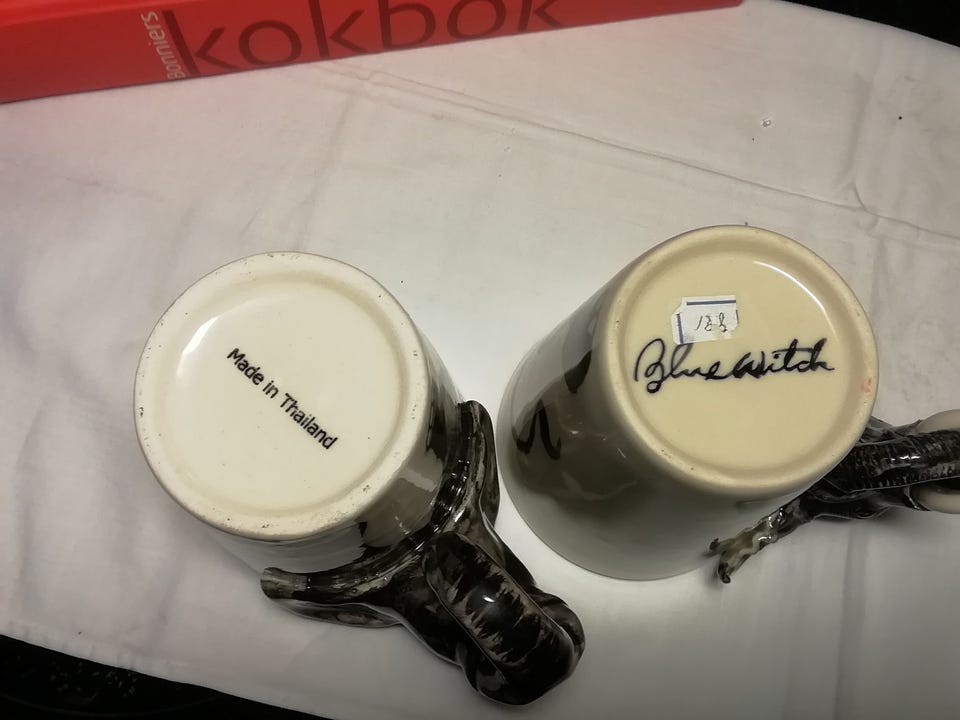 Bonniers
kokbok
Made in Thailand
Blue Witch